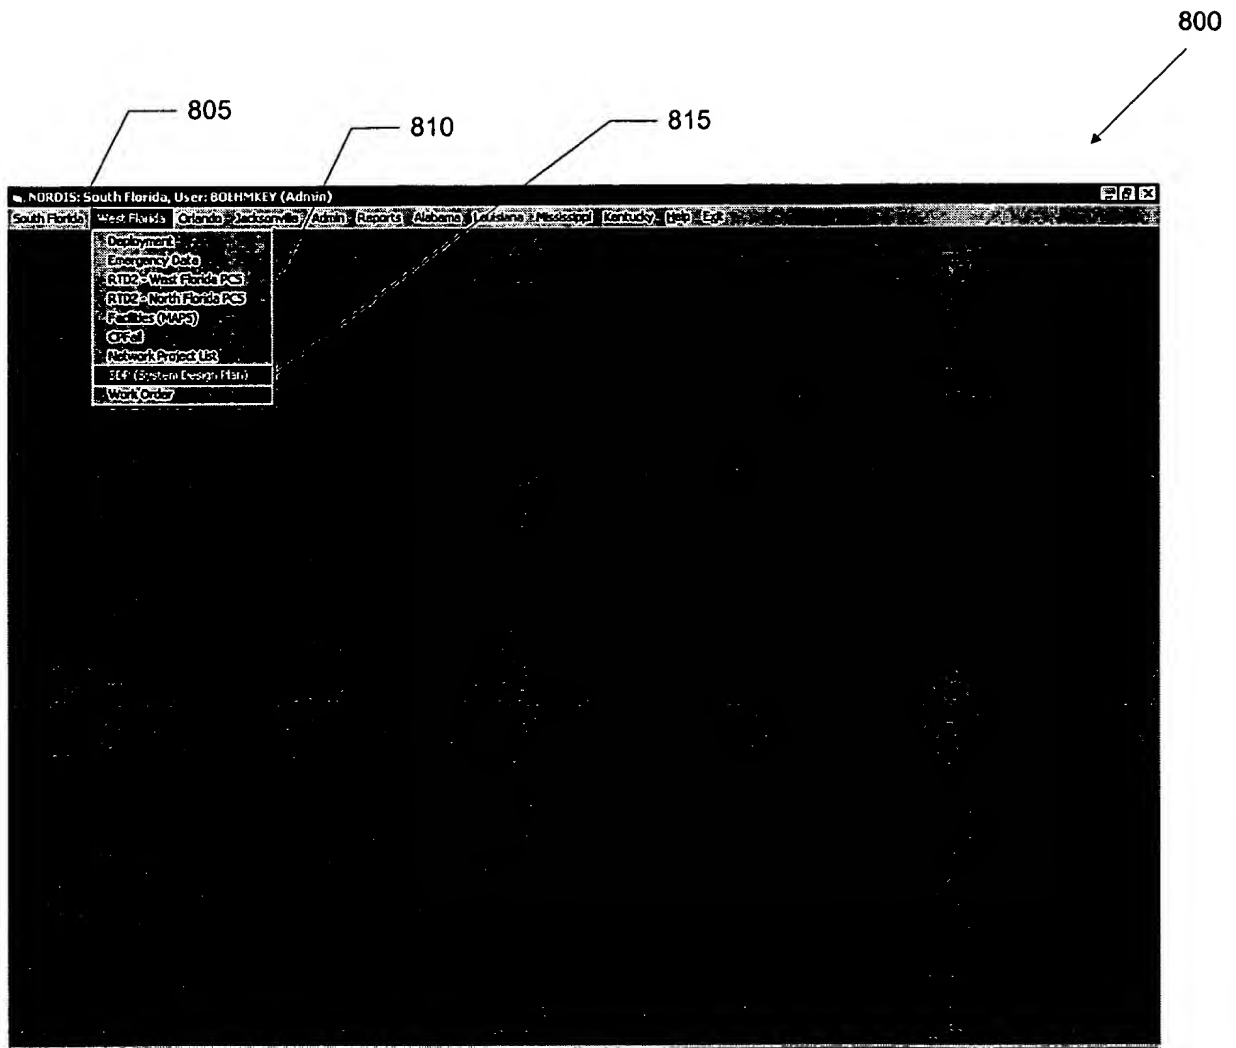 800
805
810
815
NORDIS: South Florida, User: BOEHMKEY (Admin)
South Florida West Florida Orlando Jacksonville Admin Reports Alabama Louisiana Mississippi Kentucky Help Exit
Deployment
Emergency Data
RTD2 - West Florida PCS
RTD2 - North Florida PCS
Facilities (MAPS)
CPFail
Network Project List
SDP (System Design Plan)
Work Order